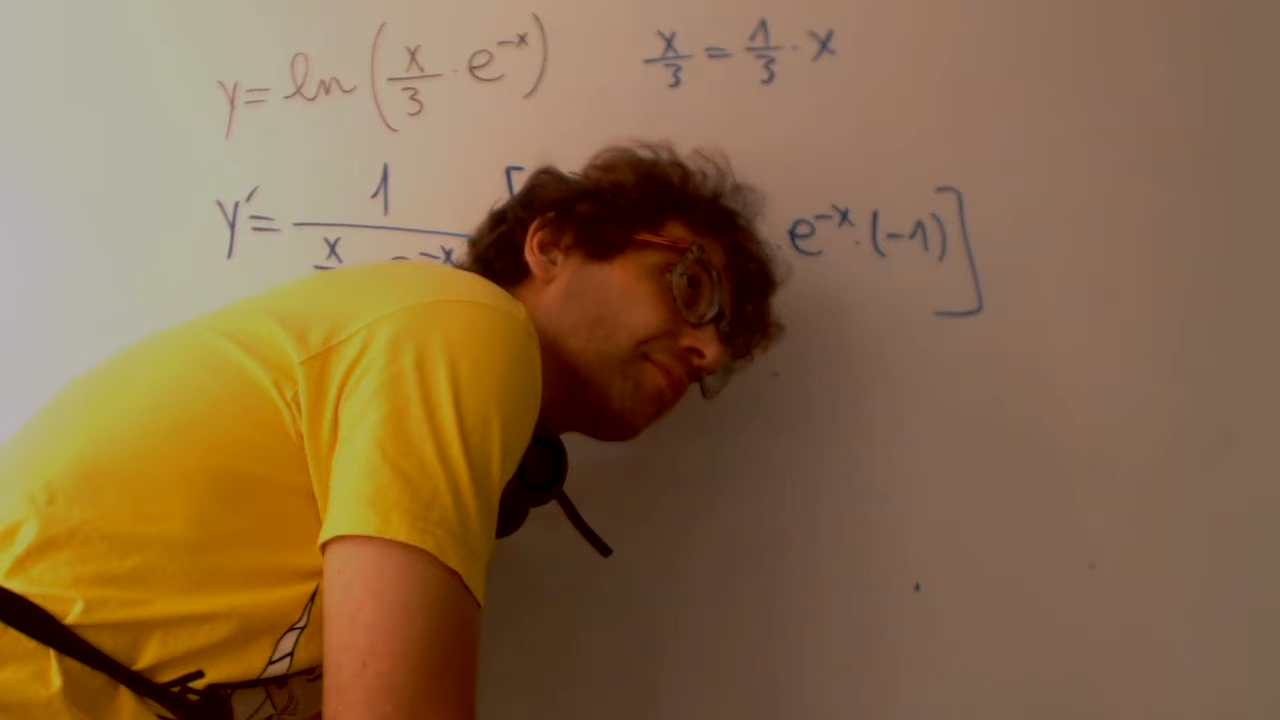 y = ln(x/3 · e^-x) x/3 = 1/3 · x
y' = 1/(x/3 · e^-x) [ · e^-x · (-1)]